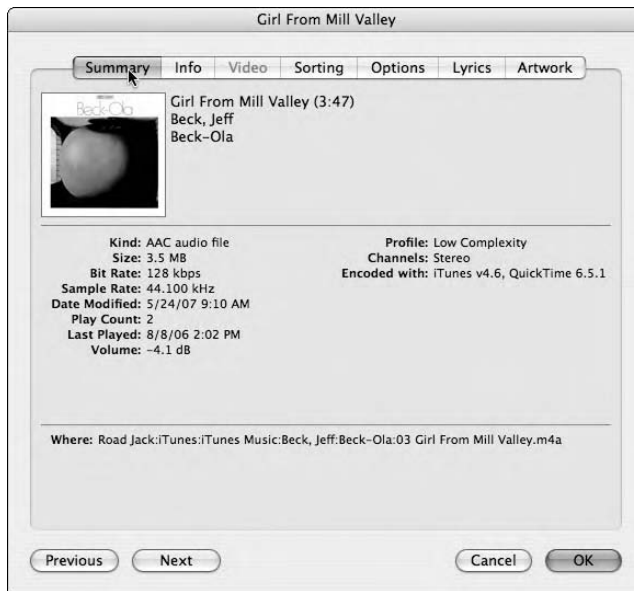 Girl From Mill Valley
Summary Info Video Sorting Options Lyrics Artwork
Beck-Ola
Girl From Mill Valley (3:47)
Beck, Jeff
Beck-Ola
Kind: AAC audio file
Size: 3.5 MB
Bit Rate: 128 kbps
Sample Rate: 44.100 kHz
Date Modified: 5/24/07 9:10 AM
Play Count: 2
Last Played: 8/8/06 2:02 PM
Volume: -4.1 dB
Profile: Low Complexity
Channels: Stereo
Encoded with: iTunes v4.6, QuickTime 6.5.1
Where: Road Jack:iTunes:iTunes Music:Beck, Jeff:Beck-Ola:03 Girl From Mill Valley.m4a
Previous Next Cancel OK